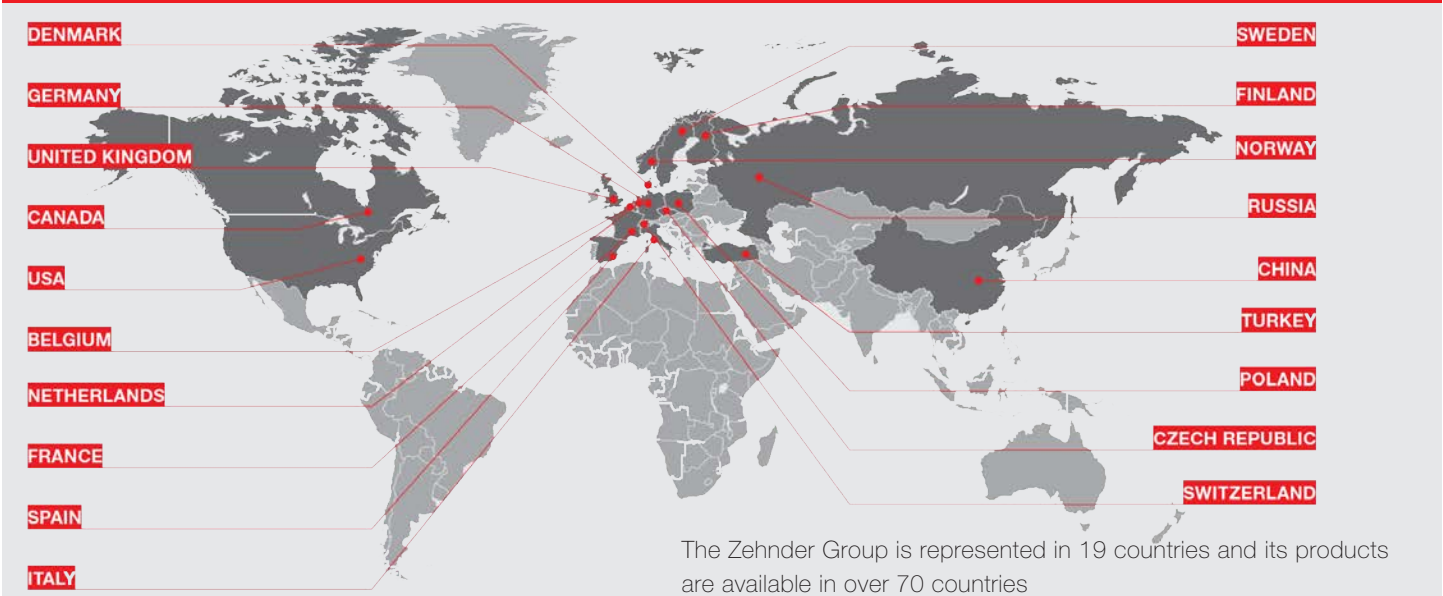 DENMARK
GERMANY
UNITED KINGDOM
CANADA
USA
BELGIUM
NETHERLANDS
FRANCE
SPAIN
ITALY
SWEDEN
FINLAND
NORWAY
RUSSIA
CHINA
TURKEY
POLAND
CZECH REPUBLIC
SWITZERLAND
The Zehnder Group is represented in 19 countries and its products
are available in over 70 countries